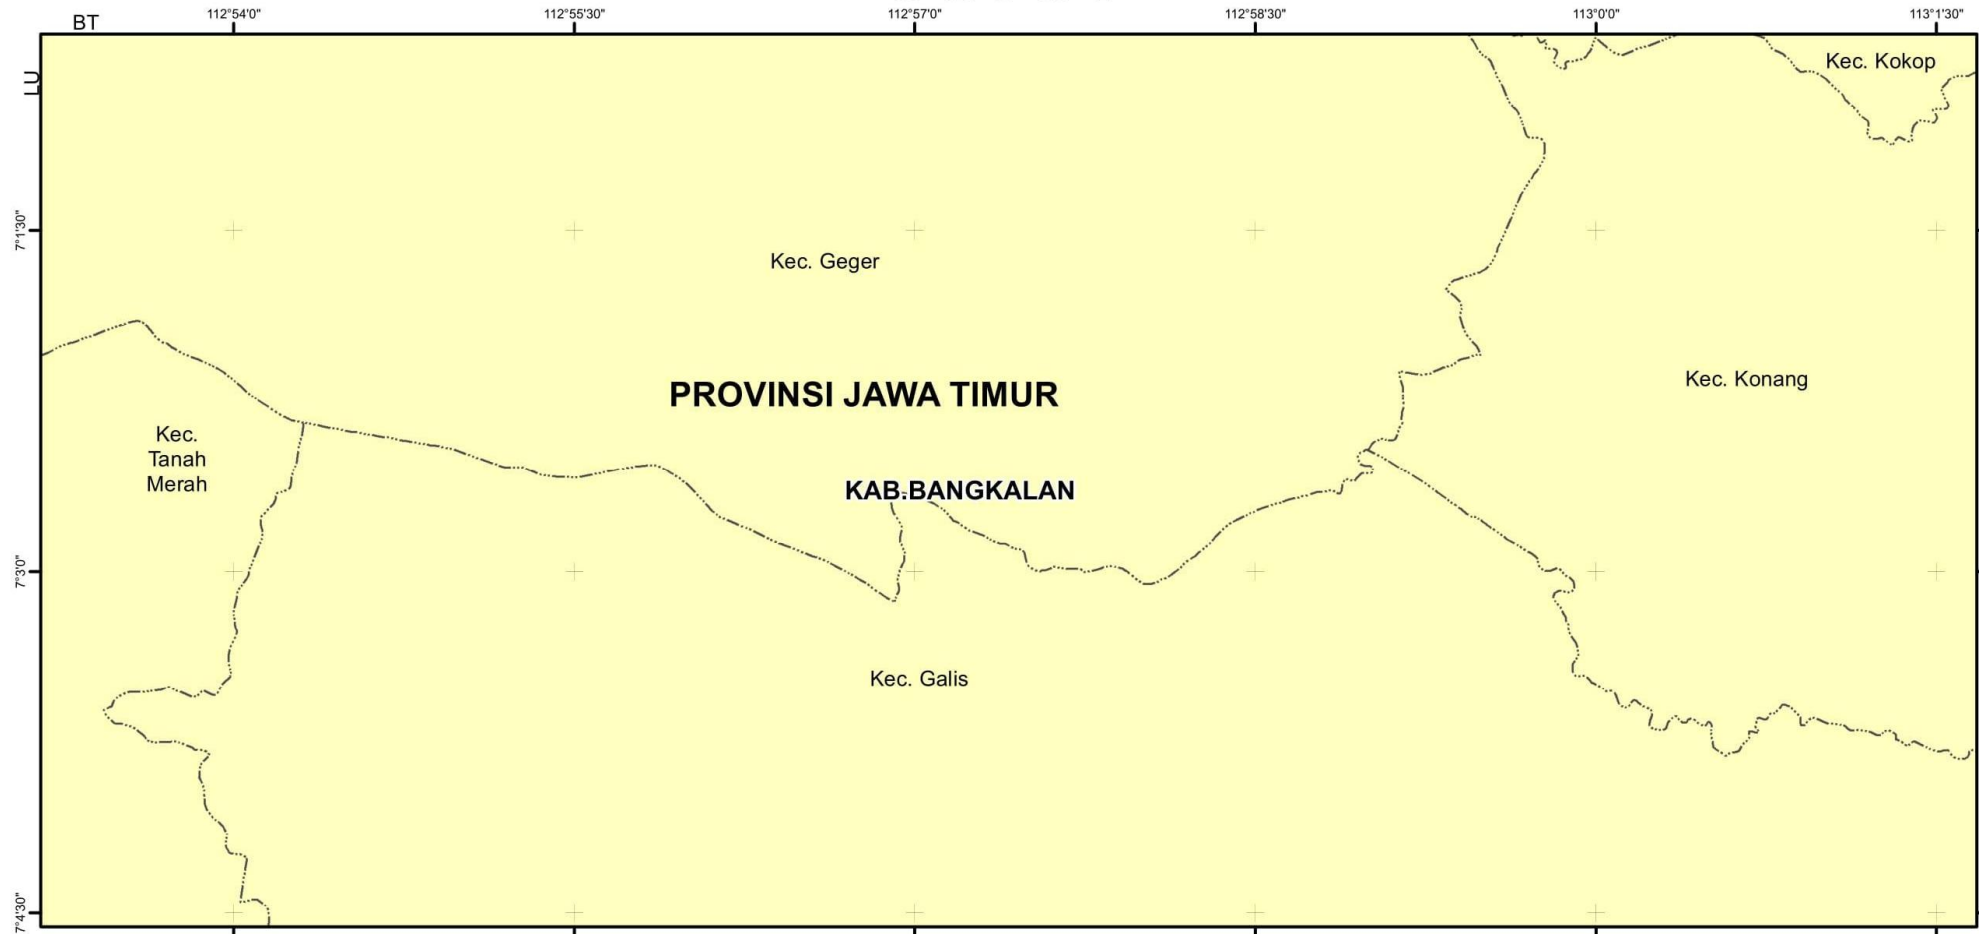 BT
112°54'0"
112°55'30"
112°57'0"
112°58'30"
113°0'0"
113°1'30"
LU
Kec. Kokop
7°1'30"
Kec. Geger
Kec. Konang
PROVINSI JAWA TIMUR
Kec.
Tanah
Merah
KAB.BANGKALAN
7°3'0"
Kec. Galis
7°4'30"